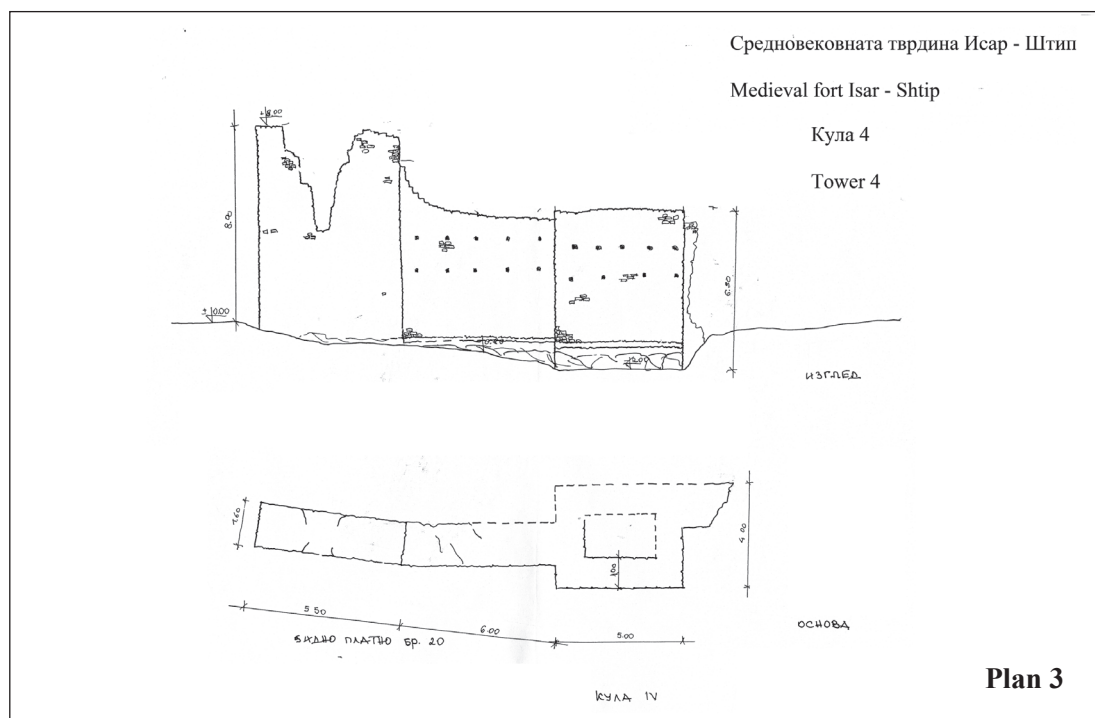 Средновековната тврдина Исар - Штип
Medieval fort Isar - Shtip
Кула 4
Tower 4
+8.00
8.00
± 0.00
6.50
ИЗГЛЕД
1.60
4.00
1.00
5.50
6.00
5.00
ЅИДНО ПЛАТНО БР. 20
ОСНОВА
КУЛА IV
Plan 3